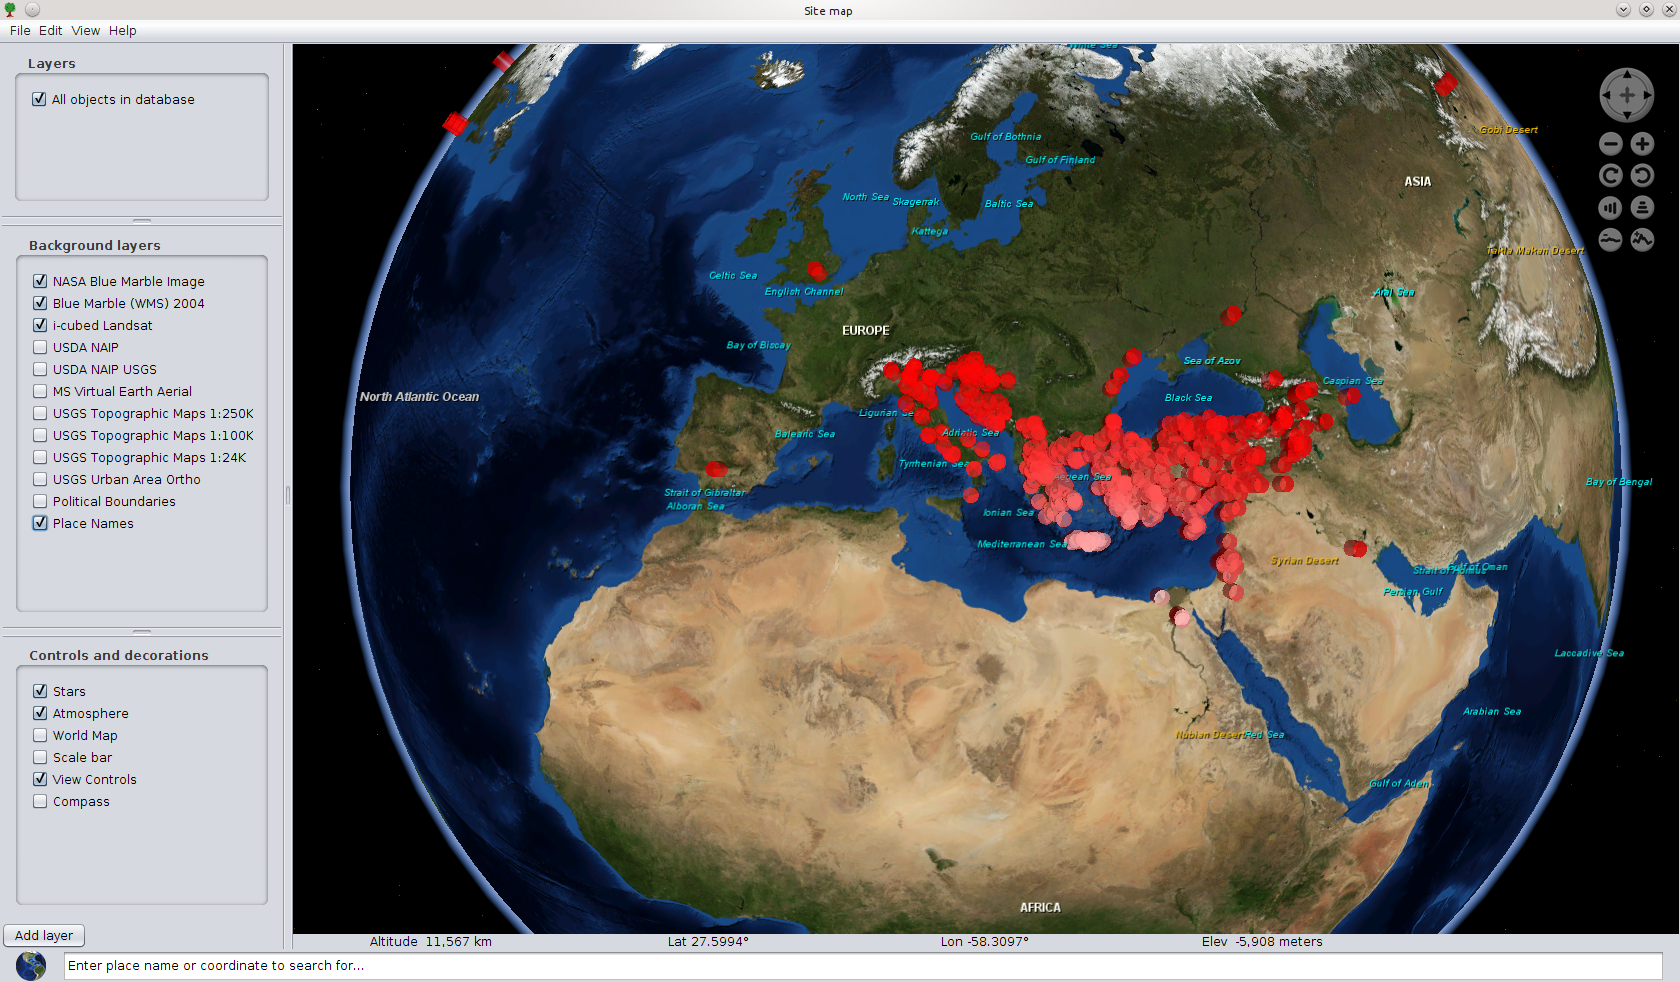 Site map
File Edit View Help
Layers
All objects in database
Background layers
NASA Blue Marble Image
Blue Marble (WMS) 2004
i-cubed Landsat
USDA NAIP
USDA NAIP USGS
MS Virtual Earth Aerial
USGS Topographic Maps 1:250K
USGS Topographic Maps 1:100K
USGS Topographic Maps 1:24K
USGS Urban Area Ortho
Political Boundaries
Place Names
Controls and decorations
Stars
Atmosphere
World Map
Scale bar
View Controls
Compass
Add layer
White Sea
Gulf of Bothnia
Gobi Desert
Gulf of Finland
ASIA
North Sea
Skagerrak
Baltic Sea
Kattega
Takla Makan Desert
Celtic Sea
English Channel
Aral Sea
EUROPE
Bay of Biscay
Sea of Azov
Caspian Sea
North Atlantic Ocean
Black Sea
Ligurian Se
Balearic Sea
Adriatic Sea
Tyrrhenian Sea
Aegean Sea
Bay of Bengal
Strait of Gibraltar
Alboran Sea
Ionian Sea
Mediterranean Sea
Syrian Desert
Gulf of Oman
Persian Gulf
Laccadive Sea
Arabian Sea
Nubian Desert
Red Sea
Gulf of Aden
AFRICA
Altitude 11,567 km
Lat 27.5994°
Lon -58.3097°
Elev -5,908 meters
Enter place name or coordinate to search for...